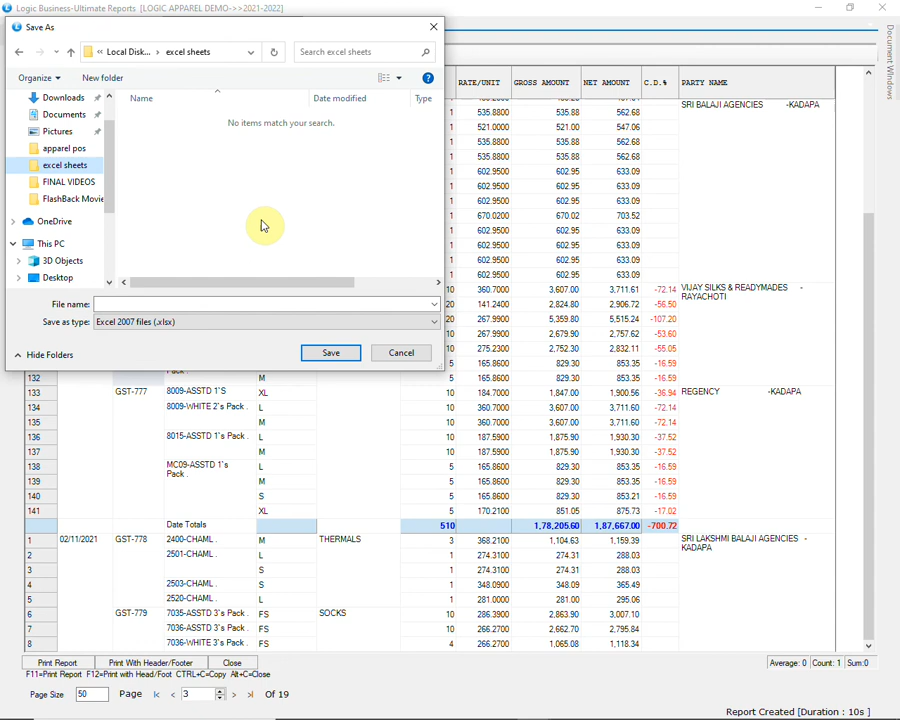 Logic Business-Ultimate Reports [LOGIC APPAREL DEMO->>2021-2022]
Document Windows
Save As
« Local Disk... › excel sheets
Search excel sheets
Organize
New folder
Name
Date modified
Type
No items match your search.
Downloads
Documents
Pictures
apparel pos
excel sheets
FINAL VIDEOS
FlashBack Movie
OneDrive
This PC
3D Objects
Desktop
File name:
Save as type: Excel 2007 files (.xlsx)
Hide Folders
Save
Cancel
RATE/UNIT GROSS AMOUNT NET AMOUNT C.D.% PARTY NAME
SRI BALAJI AGENCIES -KADAPA
1 535.8800 535.88 562.68
1 521.0000 521.00 547.06
1 535.8800 535.88 562.68
1 535.8800 535.88 562.68
1 602.9500 602.95 633.09
1 602.9500 602.95 633.09
1 602.9500 602.95 633.09
1 670.0200 670.02 703.52
1 602.9500 602.95 633.09
1 602.9500 602.95 633.09
1 602.9500 602.95 633.09
1 602.9500 602.95 633.09
10 360.7000 3,607.00 3,711.61 -72.14 VIJAY SILKS & READYMADES -
RAYACHOTI
20 141.2400 2,824.80 2,906.72 -56.50
20 267.9900 5,359.80 5,515.24 -107.20
10 267.9900 2,679.90 2,757.62 -53.60
10 275.2300 2,752.30 2,832.11 -55.05
5 165.8600 829.30 853.35 -16.59
Pack .
132 M 5 165.8600 829.30 853.35 -16.59
133 GST-777 8009-ASSTD 1'S XL 10 184.7000 1,847.00 1,900.56 -36.94 REGENCY -KADAPA
134 8009-WHITE 2's Pack . L 10 360.7000 3,607.00 3,711.60 -72.14
135 M 10 360.7000 3,607.00 3,711.60 -72.14
136 8015-ASSTD 1's Pack . L 10 187.5900 1,875.90 1,930.30 -37.52
137 M 10 187.5900 1,875.90 1,930.30 -37.52
138 MC09-ASSTD 1's L 5 165.8600 829.30 853.35 -16.59
Pack .
139 M 5 165.8600 829.30 853.35 -16.59
140 S 5 165.8600 829.30 853.21 -16.59
141 XL 5 170.2100 851.05 875.73 -17.02
Date Totals 510 1,78,205.60 1,87,667.00 -700.72
1 02/11/2021 GST-778 2400-CHAML . M THERMALS 3 368.2100 1,104.63 1,159.39 SRI LAKSHMI BALAJI AGENCIES -
KADAPA
2 2501-CHAML . L 1 274.3100 274.31 288.03
3 S 1 274.3100 274.31 288.03
4 2503-CHAML . S 1 348.0900 348.09 365.49
5 2520-CHAML . L 1 281.0000 281.00 295.06
6 GST-779 7035-ASSTD 3's Pack . FS SOCKS 10 286.3900 2,863.90 3,007.10
7 7036-ASSTD 3's Pack . FS 10 266.2700 2,662.70 2,795.84
8 7036-WHITE 3's Pack . FS 4 266.2700 1,065.08 1,118.34
Print Report Print With Header/Footer Close
Average: 0 Count: 1 Sum:0
F11=Print Report F12=Print with Head/Foot CTRL+C=Copy Alt+C=Close
Page Size 50 Page 3 Of 19
Report Created [Duration : 10s ]